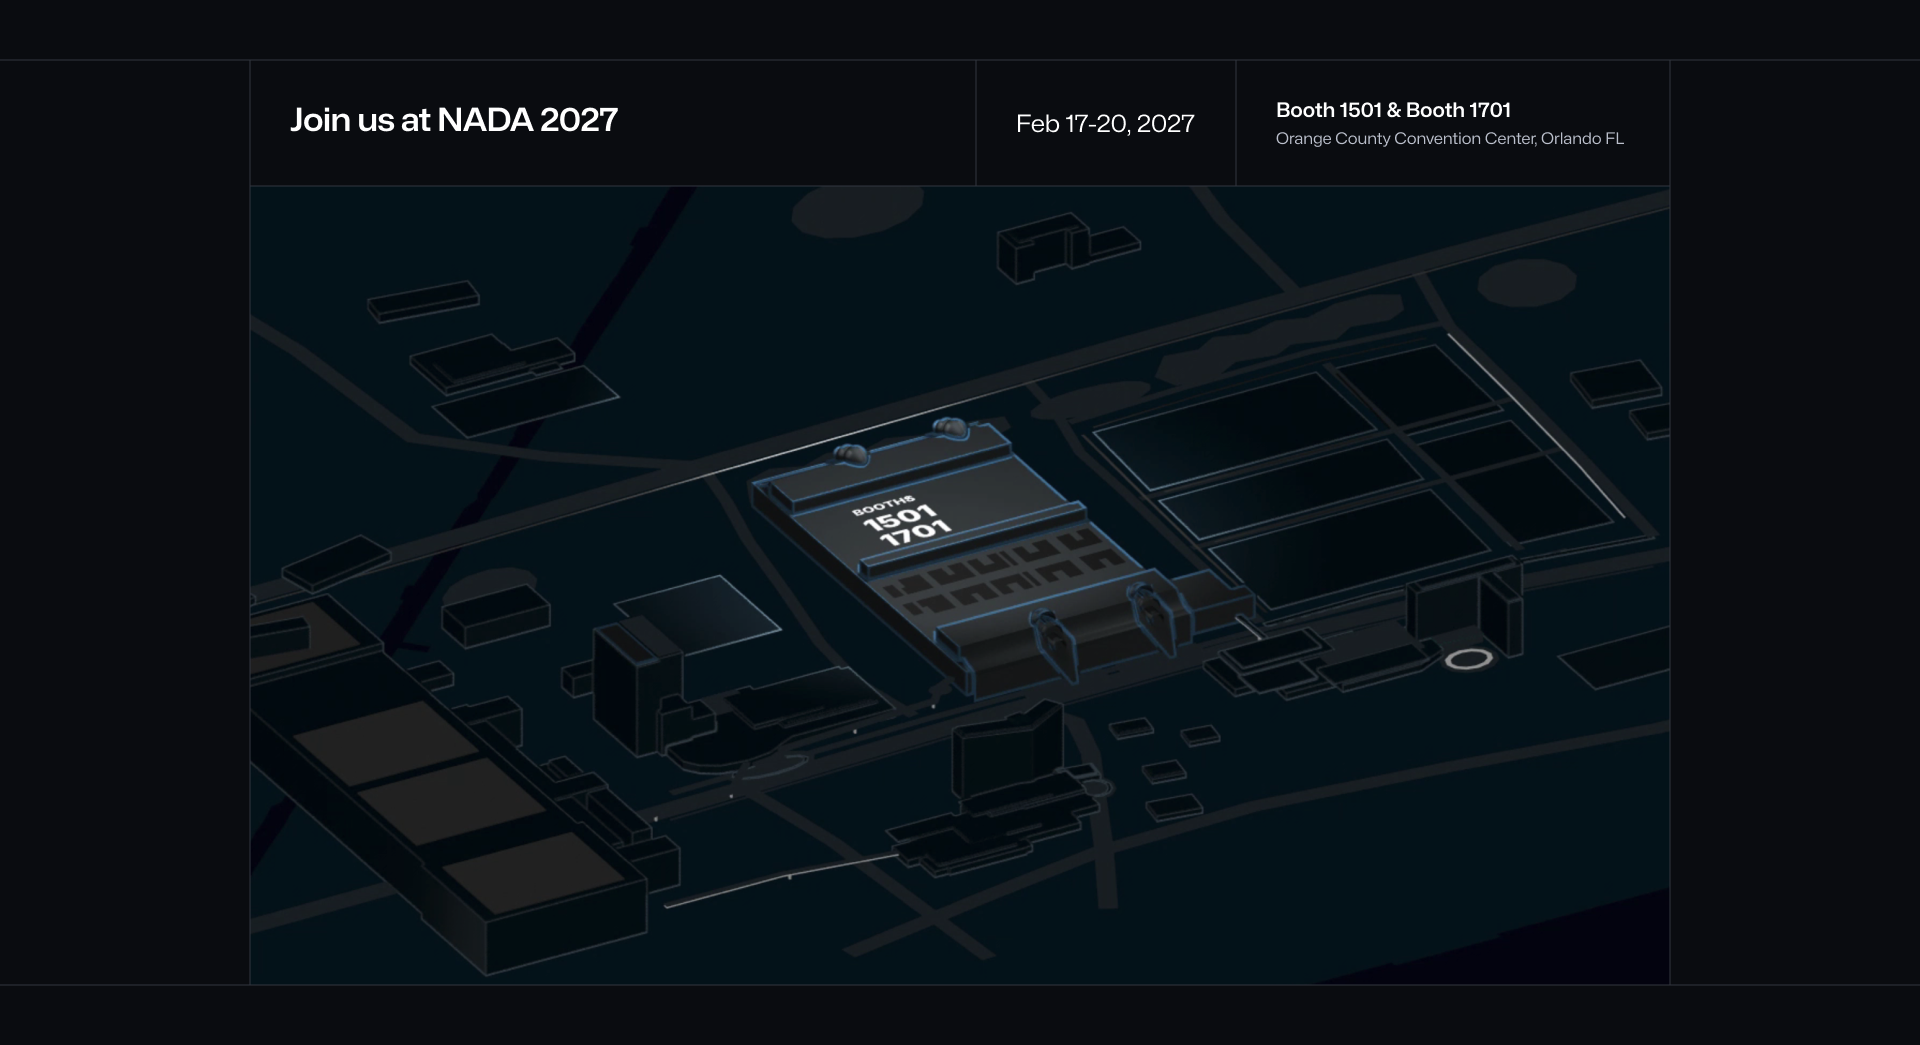 Join us at NADA 2027
Feb 17-20, 2027
Booth 1501 & Booth 1701
Orange County Convention Center, Orlando FL
BOOTHS
1501
1701